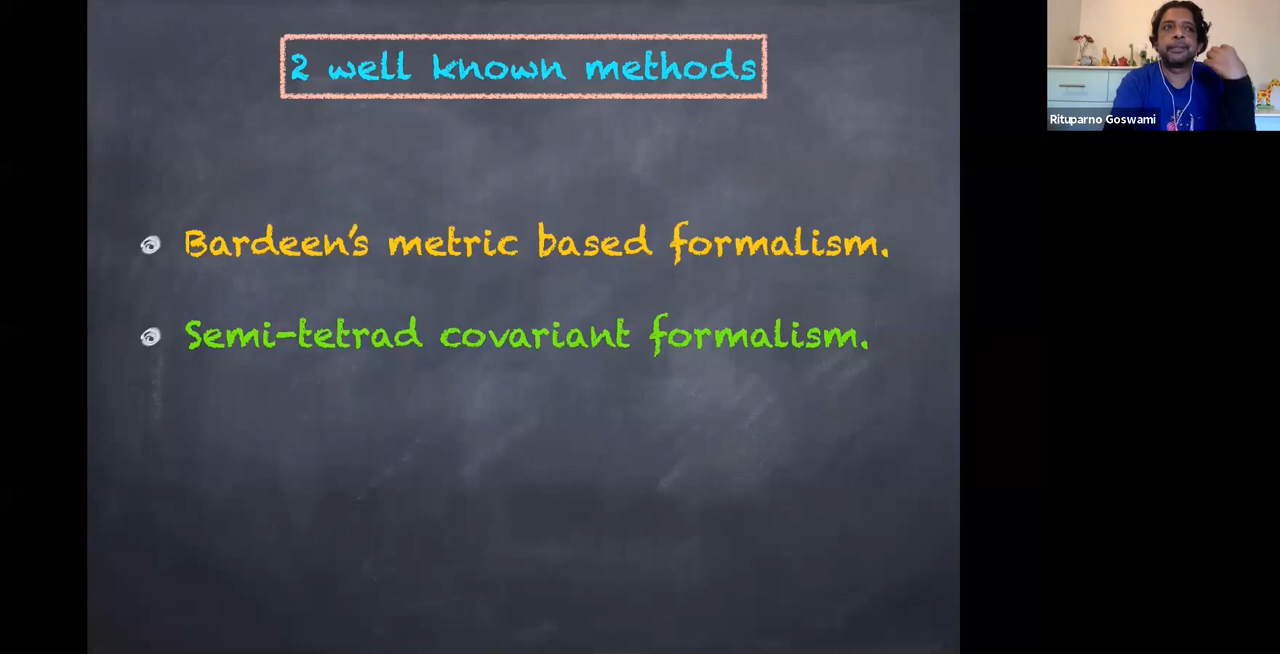 2 well known methods
Bardeen's metric based formalism.
Semi-tetrad covariant formalism.
Rituparno Goswami